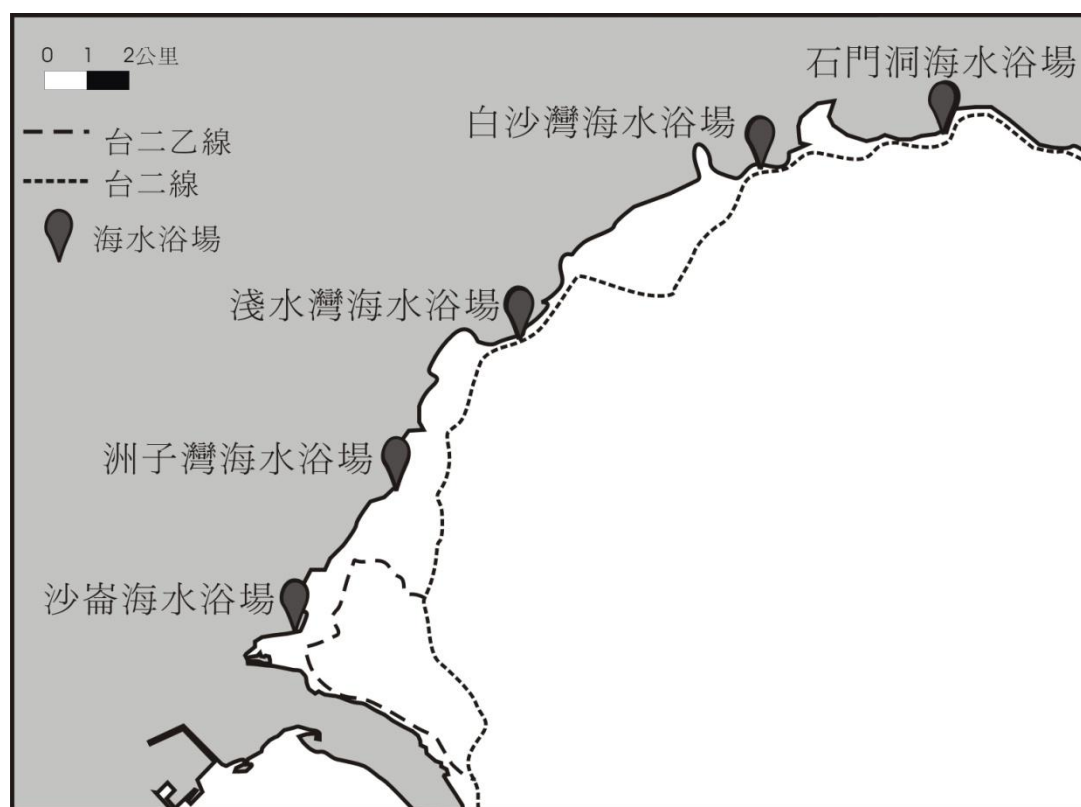 0 1 2公里
台二乙線
台二線
海水浴場
石門洞海水浴場
白沙灣海水浴場
淺水灣海水浴場
洲子灣海水浴場
沙崙海水浴場